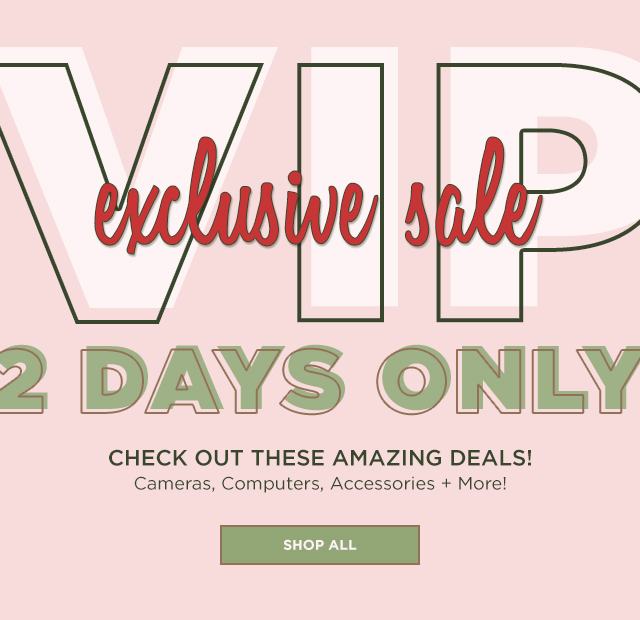 VIP
exclusive sale
2 DAYS ONLY
CHECK OUT THESE AMAZING DEALS!
Cameras, Computers, Accessories + More!
SHOP ALL